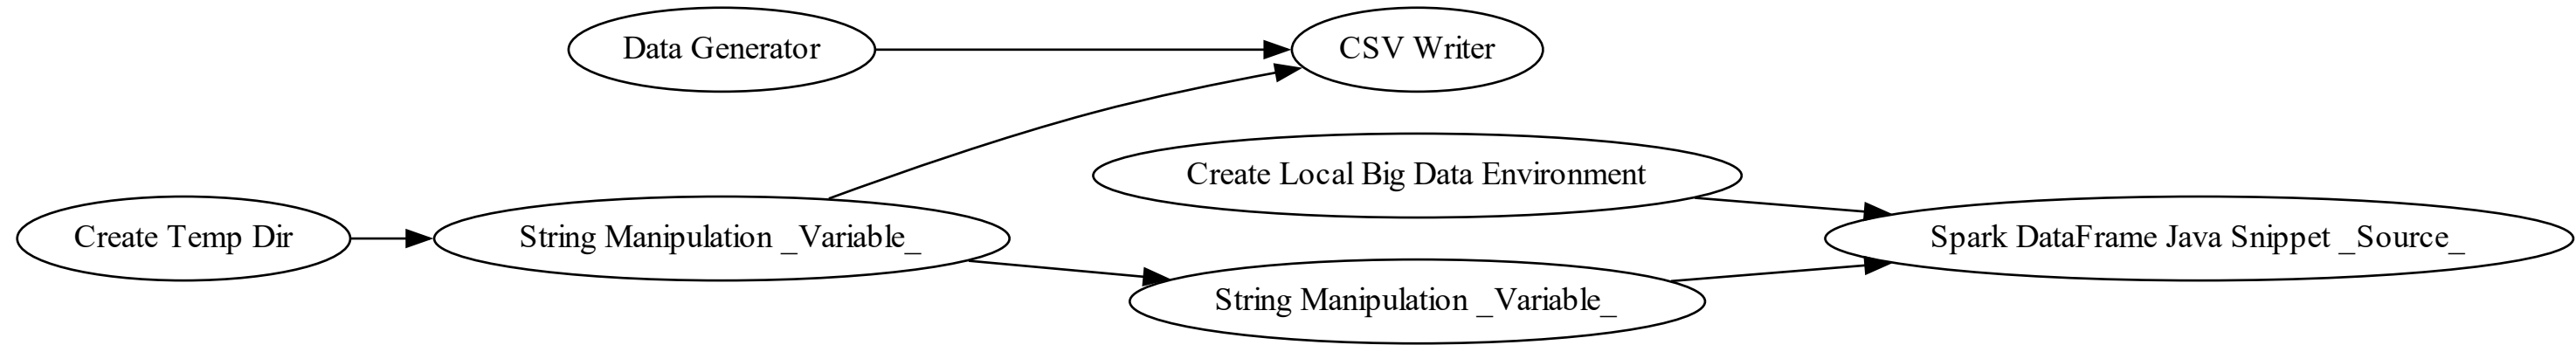 Data Generator
CSV Writer
Create Local Big Data Environment
Create Temp Dir
String Manipulation _Variable_
Spark DataFrame Java Snippet _Source_
String Manipulation _Variable_